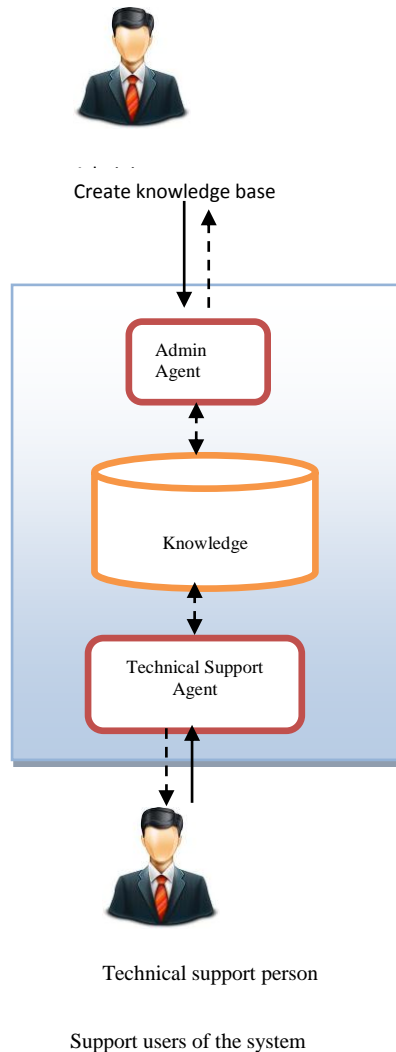 Create knowledge base
Admin
Agent
Knowledge
Technical Support
Agent
Technical support person
Support users of the system